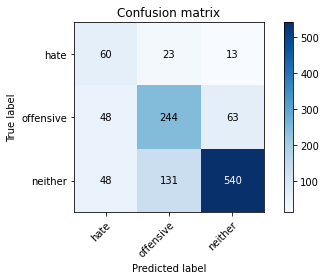 Confusion matrix
True label
hate 60 23 13
offensive 48 244 63
neither 48 131 540
hate offensive neither
Predicted label
500
400
300
200
100